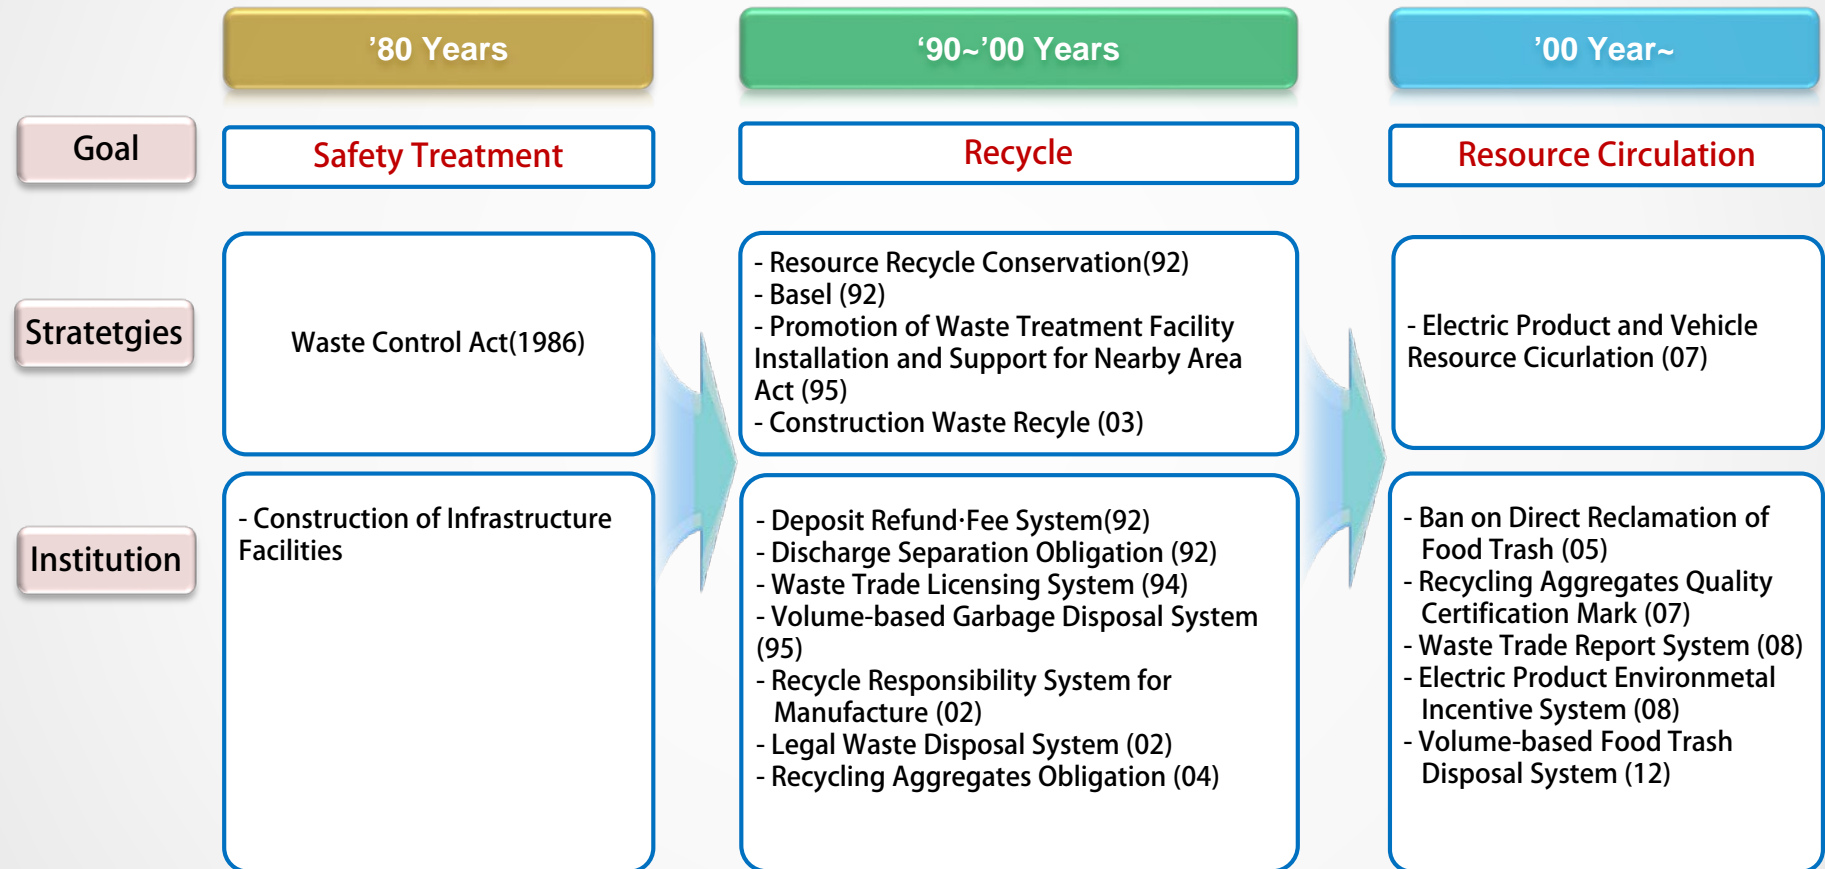 ’80 Years
‘90~’00 Years
’00 Year~
Goal
Safety Treatment
Recycle
Resource Circulation
Stratetgies
Waste Control Act(1986)
- Resource Recycle Conservation(92)
- Basel (92)
- Promotion of Waste Treatment Facility
Installation and Support for Nearby Area
Act (95)
- Construction Waste Recyle (03)
- Electric Product and Vehicle
Resource Cicurlation (07)
Institution
- Construction of Infrastructure
Facilities
- Deposit Refund·Fee System(92)
- Discharge Separation Obligation (92)
- Waste Trade Licensing System (94)
- Volume-based Garbage Disposal System
(95)
- Recycle Responsibility System for
Manufacture (02)
- Legal Waste Disposal System (02)
- Recycling Aggregates Obligation (04)
- Ban on Direct Reclamation of
Food Trash (05)
- Recycling Aggregates Quality
Certification Mark (07)
- Waste Trade Report System (08)
- Electric Product Environmetal
Incentive System (08)
- Volume-based Food Trash
Disposal System (12)